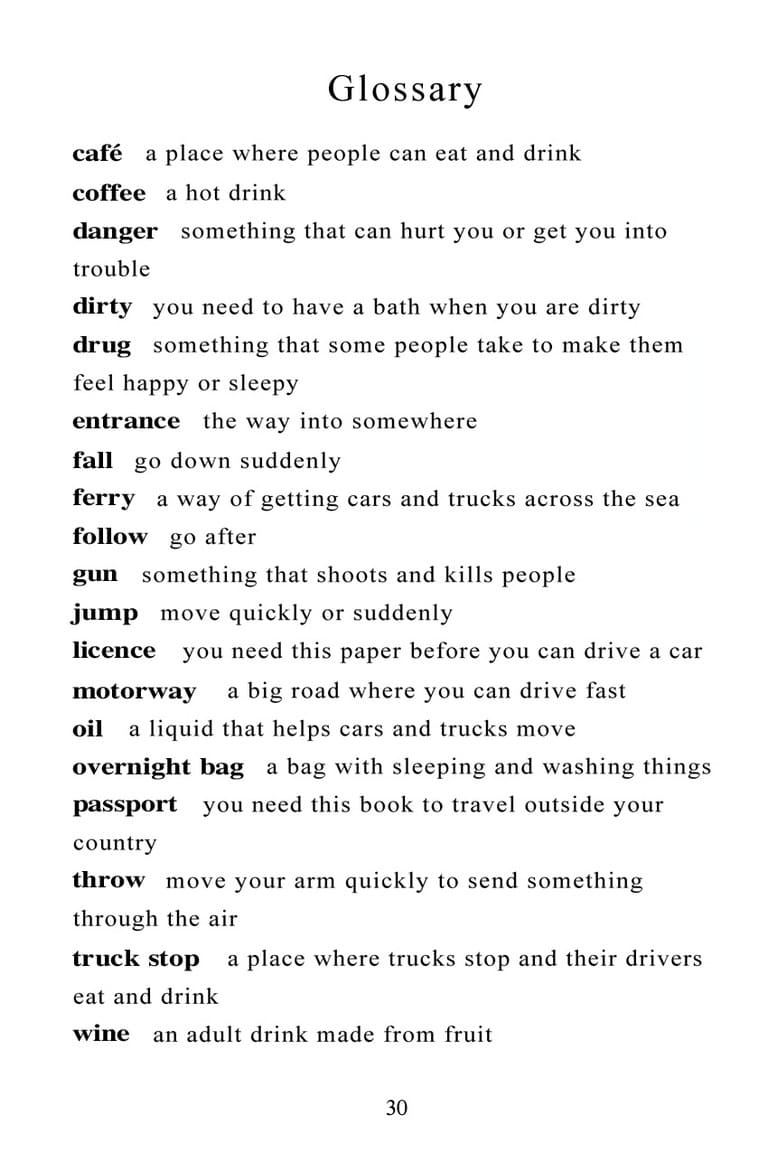 Glossary
café a place where people can eat and drink
coffee a hot drink
danger something that can hurt you or get you into
trouble
dirty you need to have a bath when you are dirty
drug something that some people take to make them
feel happy or sleepy
entrance the way into somewhere
fall go down suddenly
ferry a way of getting cars and trucks across the sea
follow go after
gun something that shoots and kills people
jump move quickly or suddenly
licence you need this paper before you can drive a car
motorway a big road where you can drive fast
oil a liquid that helps cars and trucks move
overnight bag a bag with sleeping and washing things
passport you need this book to travel outside your
country
throw move your arm quickly to send something
through the air
truck stop a place where trucks stop and their drivers
eat and drink
wine an adult drink made from fruit
30